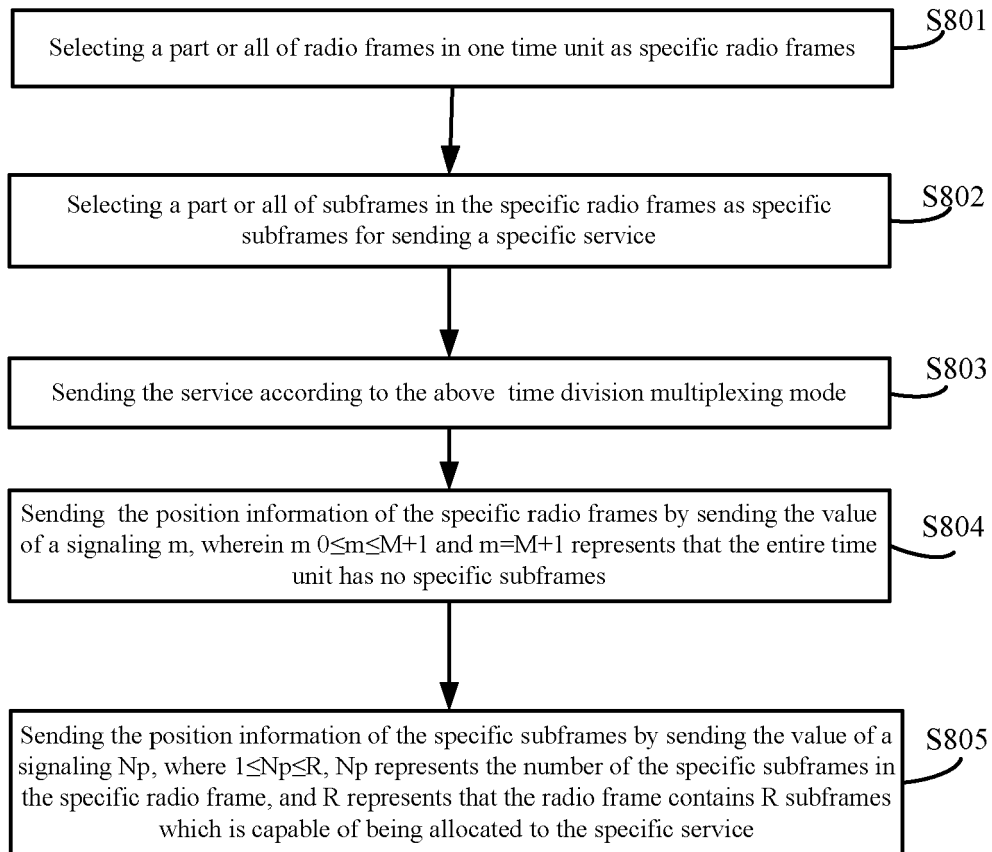 S801
Selecting a part or all of radio frames in one time unit as specific radio frames
S802
Selecting a part or all of subframes in the specific radio frames as specific
subframes for sending a specific service
S803
Sending the service according to the above time division multiplexing mode
S804
Sending the position information of the specific radio frames by sending the value
of a signaling m, wherein m 0≤m≤M+1 and m=M+1 represents that the entire time
unit has no specific subframes
S805
Sending the position information of the specific subframes by sending the value of a
signaling Np, where 1≤Np≤R, Np represents the number of the specific subframes in
the specific radio frame, and R represents that the radio frame contains R subframes
which is capable of being allocated to the specific service